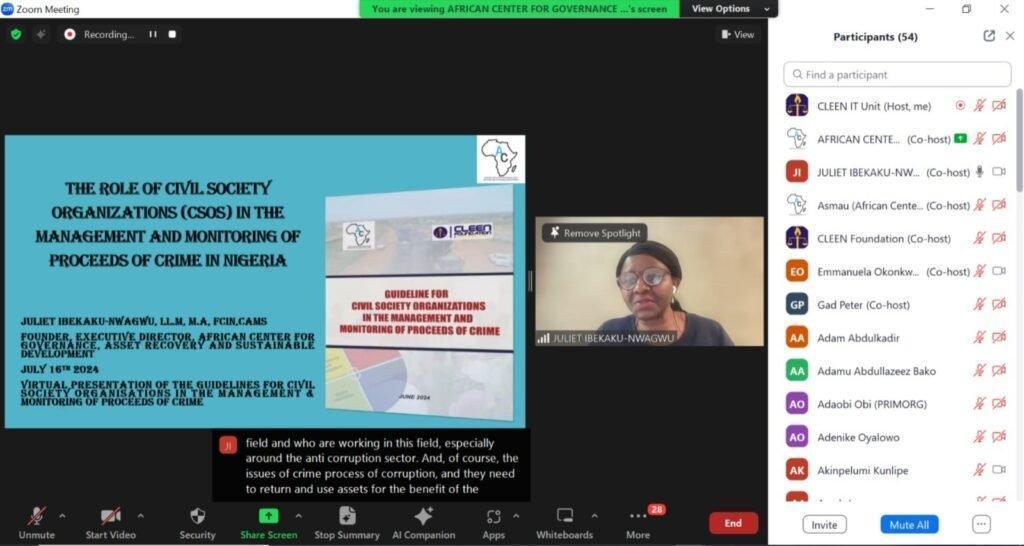 Zoom Meeting
You are viewing AFRICAN CENTER FOR GOVERNANCE ...'s screen
View Options
Recording...
View
THE ROLE OF CIVIL SOCIETY
ORGANIZATIONS (CSOS) IN THE
MANAGEMENT AND MONITORING OF
PROCEEDS OF CRIME IN NIGERIA
JULIET IBEKAKU-NWAGWU, LL.M, M.A, FCIN,CAMS
FOUNDER, EXECUTIVE DIRECTOR, AFRICAN CENTER FOR
GOVERNANCE, ASSET RECOVERY AND SUSTAINABLE
DEVELOPMENT
JULY 16TH 2024
VIRTUAL PRESENTATION OF THE GUIDELINES FOR CIVIL
SOCIETY ORGANISATIONS IN THE MANAGEMENT &
MONITORING OF PROCEEDS OF CRIME
AC
CLEEN
FOUNDATION
GUIDELINE FOR
CIVIL SOCIETY ORGANIZATIONS
IN THE MANAGEMENT AND
MONITORING OF PROCEEDS OF CRIME
JUNE 2024
Remove Spotlight
JULIET IBEKAKU-NWAGWU
JI
field and who are working in this field, especially
around the anti corruption sector. And, of course, the
issues of crime process of corruption, and they need
to return and use assets for the benefit of the
Participants (54)
Find a participant
CLEEN IT Unit (Host, me)
AFRICAN CENTE... (Co-host)
JI JULIET IBEKAKU-NW... (Co-host)
Asmau (African Cente... (Co-host)
CLEEN Foundation (Co-host)
EO Emmanuela Okonkw... (Co-host)
GP Gad Peter (Co-host)
AA Adam Abdulkadir
AA Adamu Abdullazeez Bako
AO Adaobi Obi (PRIMORG)
AO Adenike Oyalowo
AK Akinpelumi Kunlipe
Unmute
Start Video
Security
Share Screen
Stop Summary
AI Companion
Apps
Whiteboards
28
More
End
Invite
Mute All